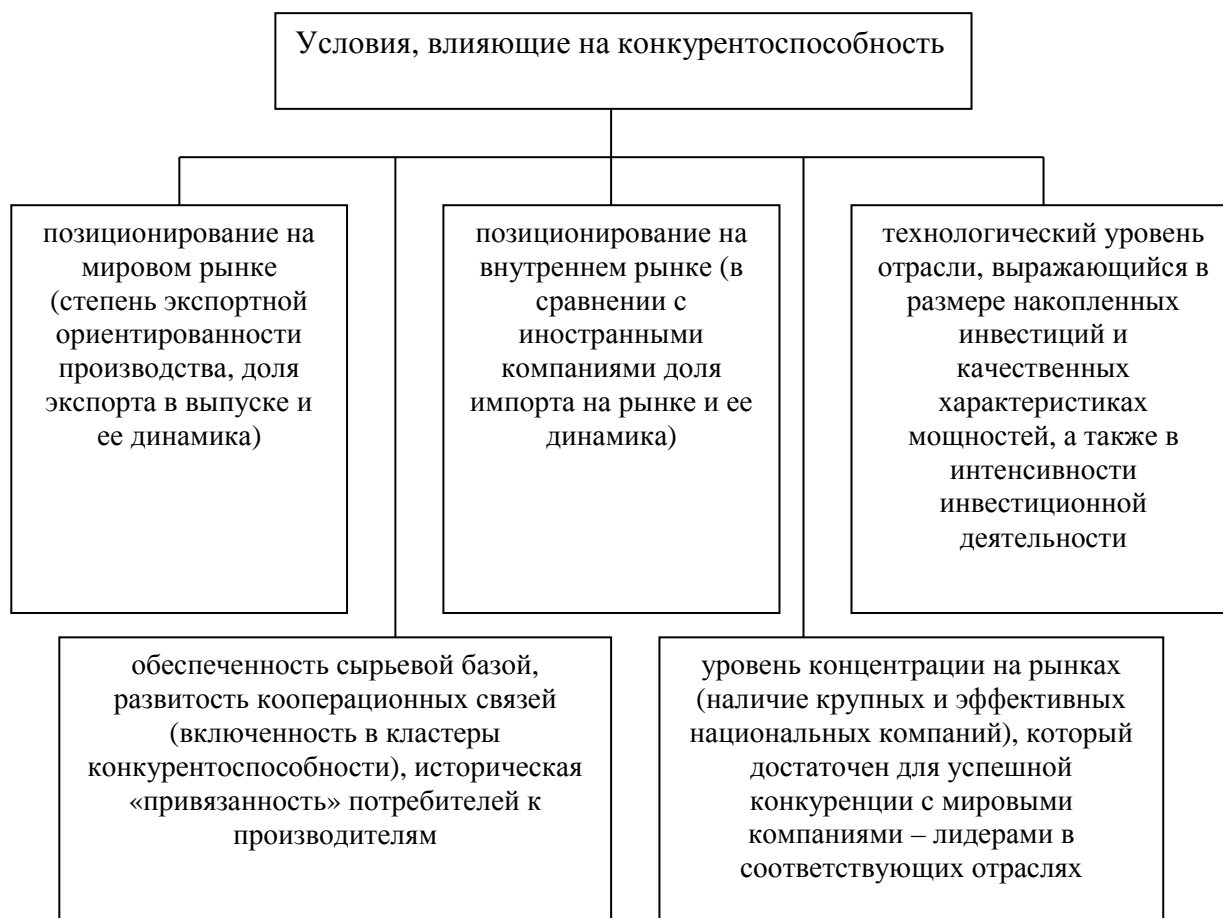 Условия, влияющие на конкурентоспособность
позиционирование на
мировом рынке
(степень экспортной
ориентированности
производства, доля
экспорта в выпуске и
ее динамика)
позиционирование на
внутреннем рынке (в
сравнении с
иностранными
компаниями доля
импорта на рынке и ее
динамика)
технологический уровень
отрасли, выражающийся в
размере накопленных
инвестиций и
качественных
характеристиках
мощностей, а также в
интенсивности
инвестиционной
деятельности
обеспеченность сырьевой базой,
развитость кооперационных связей
(включенность в кластеры
конкурентоспособности), историческая
«привязанность» потребителей к
производителям
уровень концентрации на рынках
(наличие крупных и эффективных
национальных компаний), который
достаточен для успешной
конкуренции с мировыми
компаниями – лидерами в
соответствующих отраслях